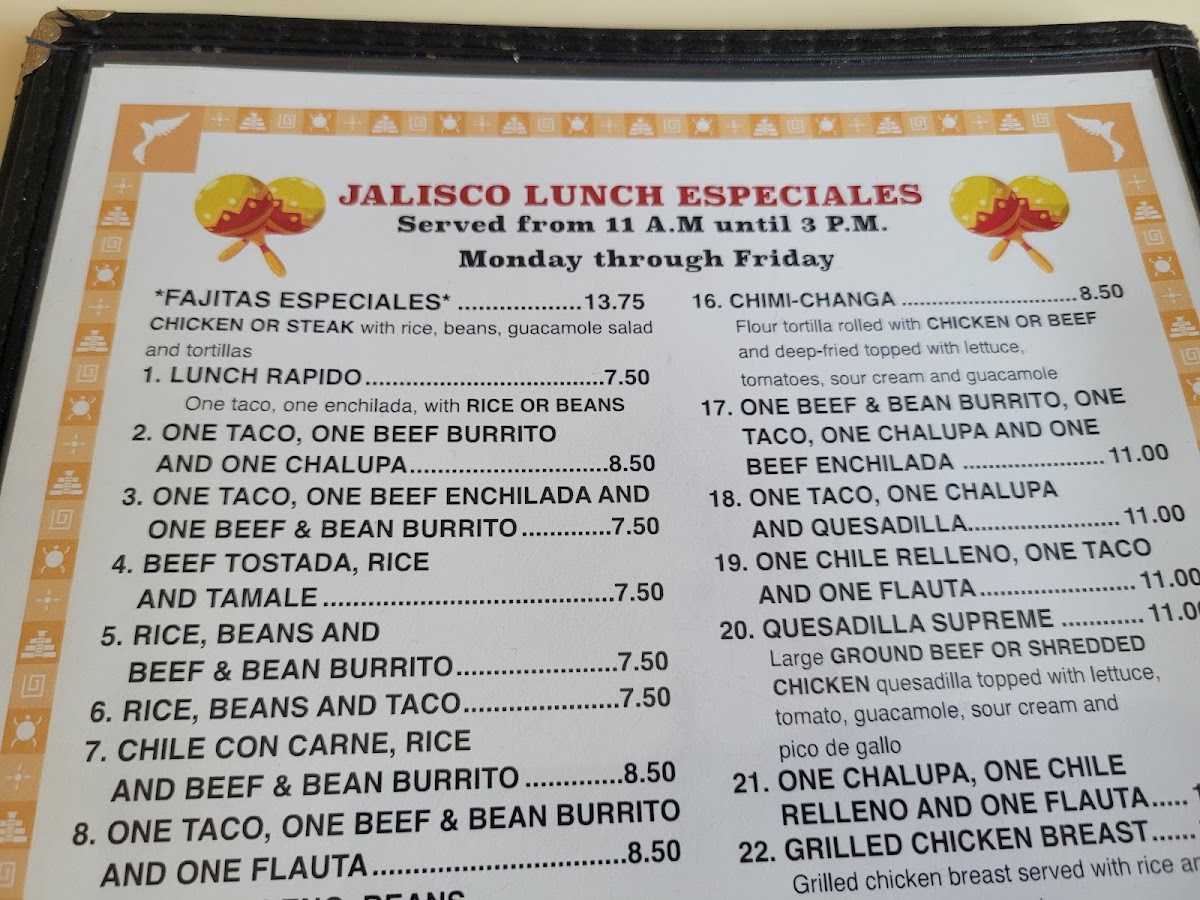 JALISCO LUNCH ESPECIALES
Served from 11 A.M until 3 P.M.
Monday through Friday
*FAJITAS ESPECIALES* ..................13.75
CHICKEN OR STEAK with rice, beans, guacamole salad
and tortillas
1. LUNCH RAPIDO...................................7.50
One taco, one enchilada, with RICE OR BEANS
2. ONE TACO, ONE BEEF BURRITO
AND ONE CHALUPA.............................8.50
3. ONE TACO, ONE BEEF ENCHILADA AND
ONE BEEF & BEAN BURRITO.............7.50
4. BEEF TOSTADA, RICE
AND TAMALE..........................................7.50
5. RICE, BEANS AND
BEEF & BEAN BURRITO.......................7.50
6. RICE, BEANS AND TACO......................7.50
7. CHILE CON CARNE, RICE
AND BEEF & BEAN BURRITO .............8.50
8. ONE TACO, ONE BEEF & BEAN BURRITO
AND ONE FLAUTA..................................8.50
BEANS
16. CHIMI-CHANGA ............................8.50
Flour tortilla rolled with CHICKEN OR BEEF
and deep-fried topped with lettuce,
tomatoes, sour cream and guacamole
17. ONE BEEF & BEAN BURRITO, ONE
TACO, ONE CHALUPA AND ONE
BEEF ENCHILADA ......................11.00
18. ONE TACO, ONE CHALUPA
AND QUESADILLA.......................11.00
19. ONE CHILE RELLENO, ONE TACO
AND ONE FLAUTA........................11.00
20. QUESADILLA SUPREME ............11.00
Large GROUND BEEF OR SHREDDED
CHICKEN quesadilla topped with lettuce,
tomato, guacamole, sour cream and
pico de gallo
21. ONE CHALUPA, ONE CHILE
RELLENO AND ONE FLAUTA.....
22. GRILLED CHICKEN BREAST......
Grilled chicken breast served with rice